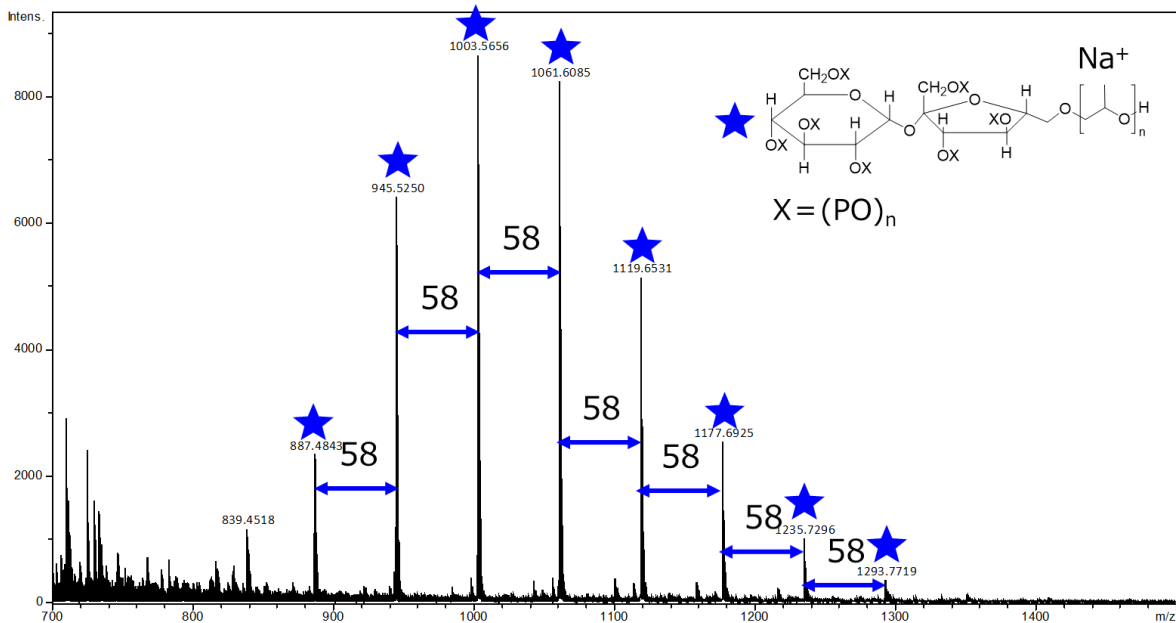 Intens.
1003.5656
1061.6085
Na⁺
8000
CH₂OX
H
O
H
OX
H
OX
H
H
O
CH₂OX
O
H
OX
XO
H
H
O
O
H
n
945.5250
X=(PO)ₙ
6000
58
1119.6531
58
4000
58
1177.6925
887.4843
58
58
2000
839.4518
58
1235.7296
58
1293.7719
0
700
800
900
1000
1100
1200
1300
1400
m/z